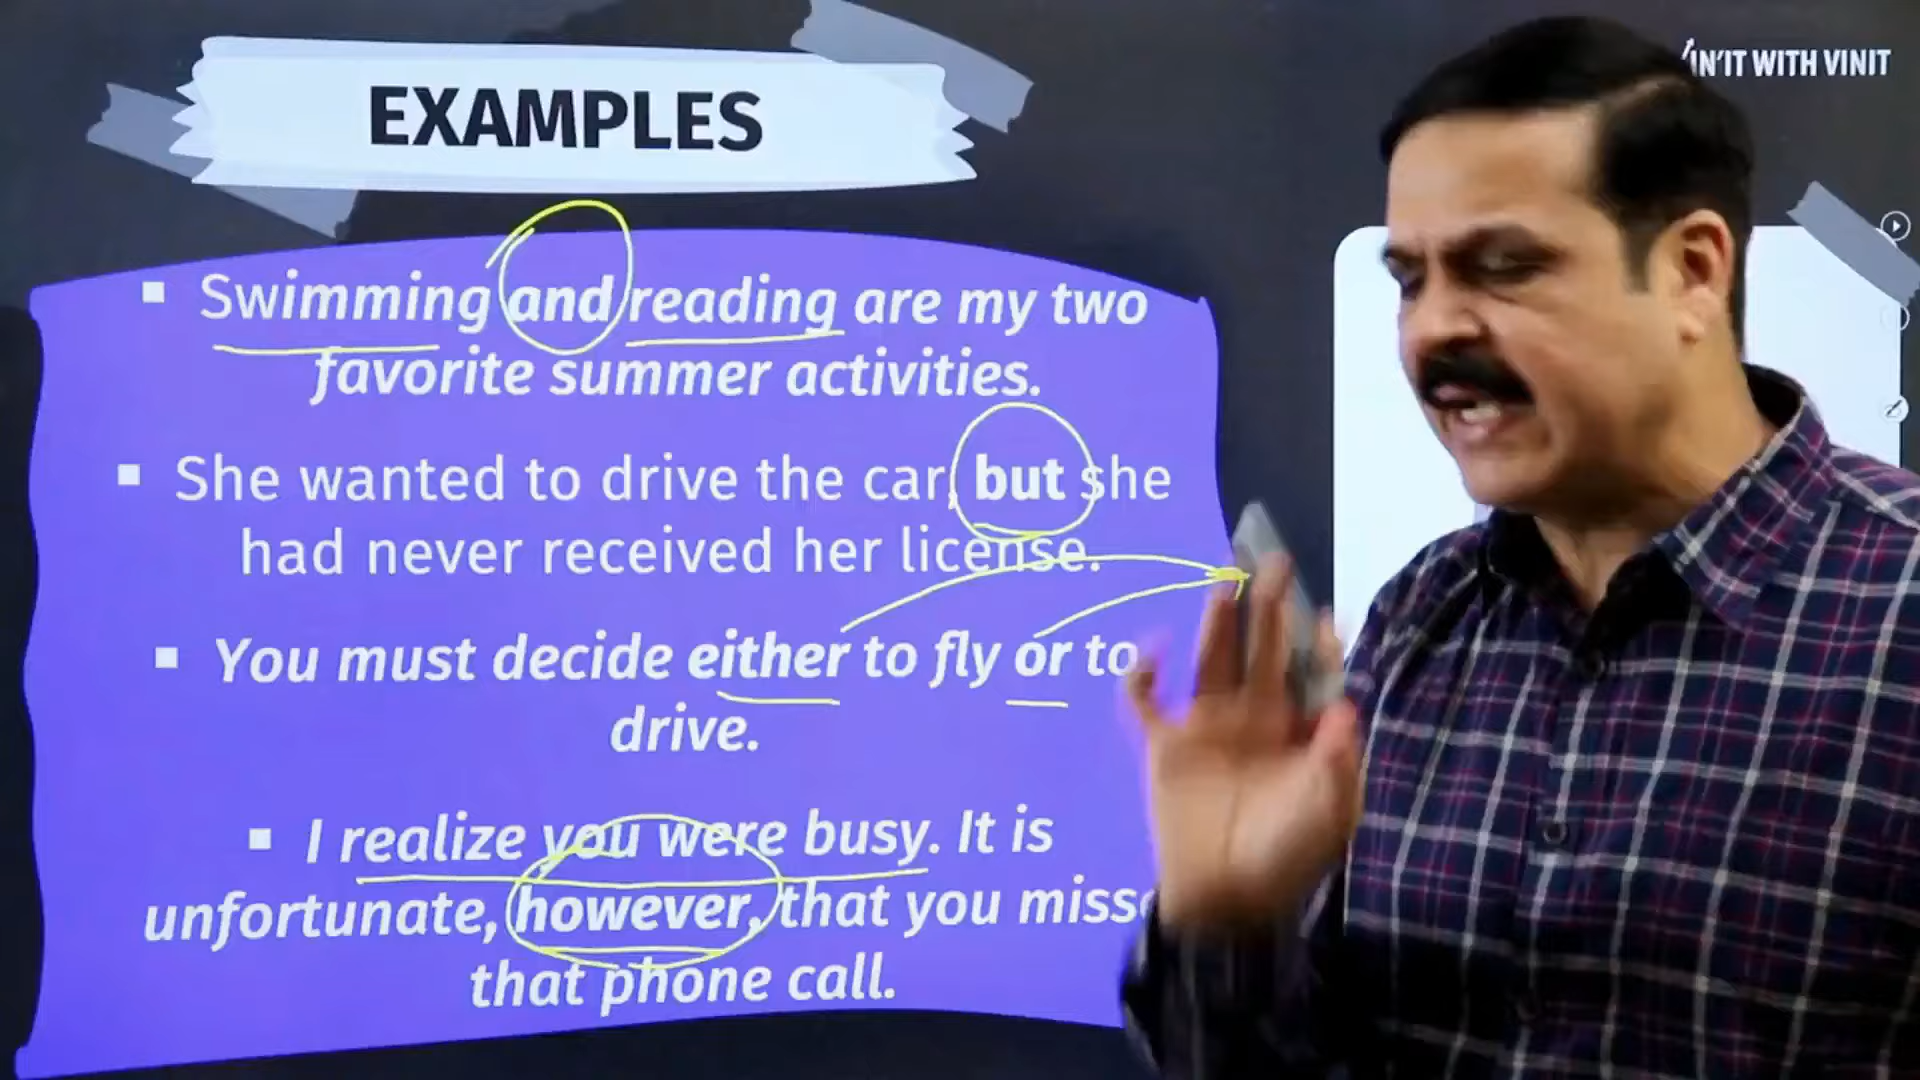 IN'IT WITH VINIT
EXAMPLES
Swimming and reading are my two
favorite summer activities.
She wanted to drive the car, but she
had never received her license.
You must decide either to fly or to
drive.
I realize you were busy. It is
unfortunate, however, that you
that phone call.